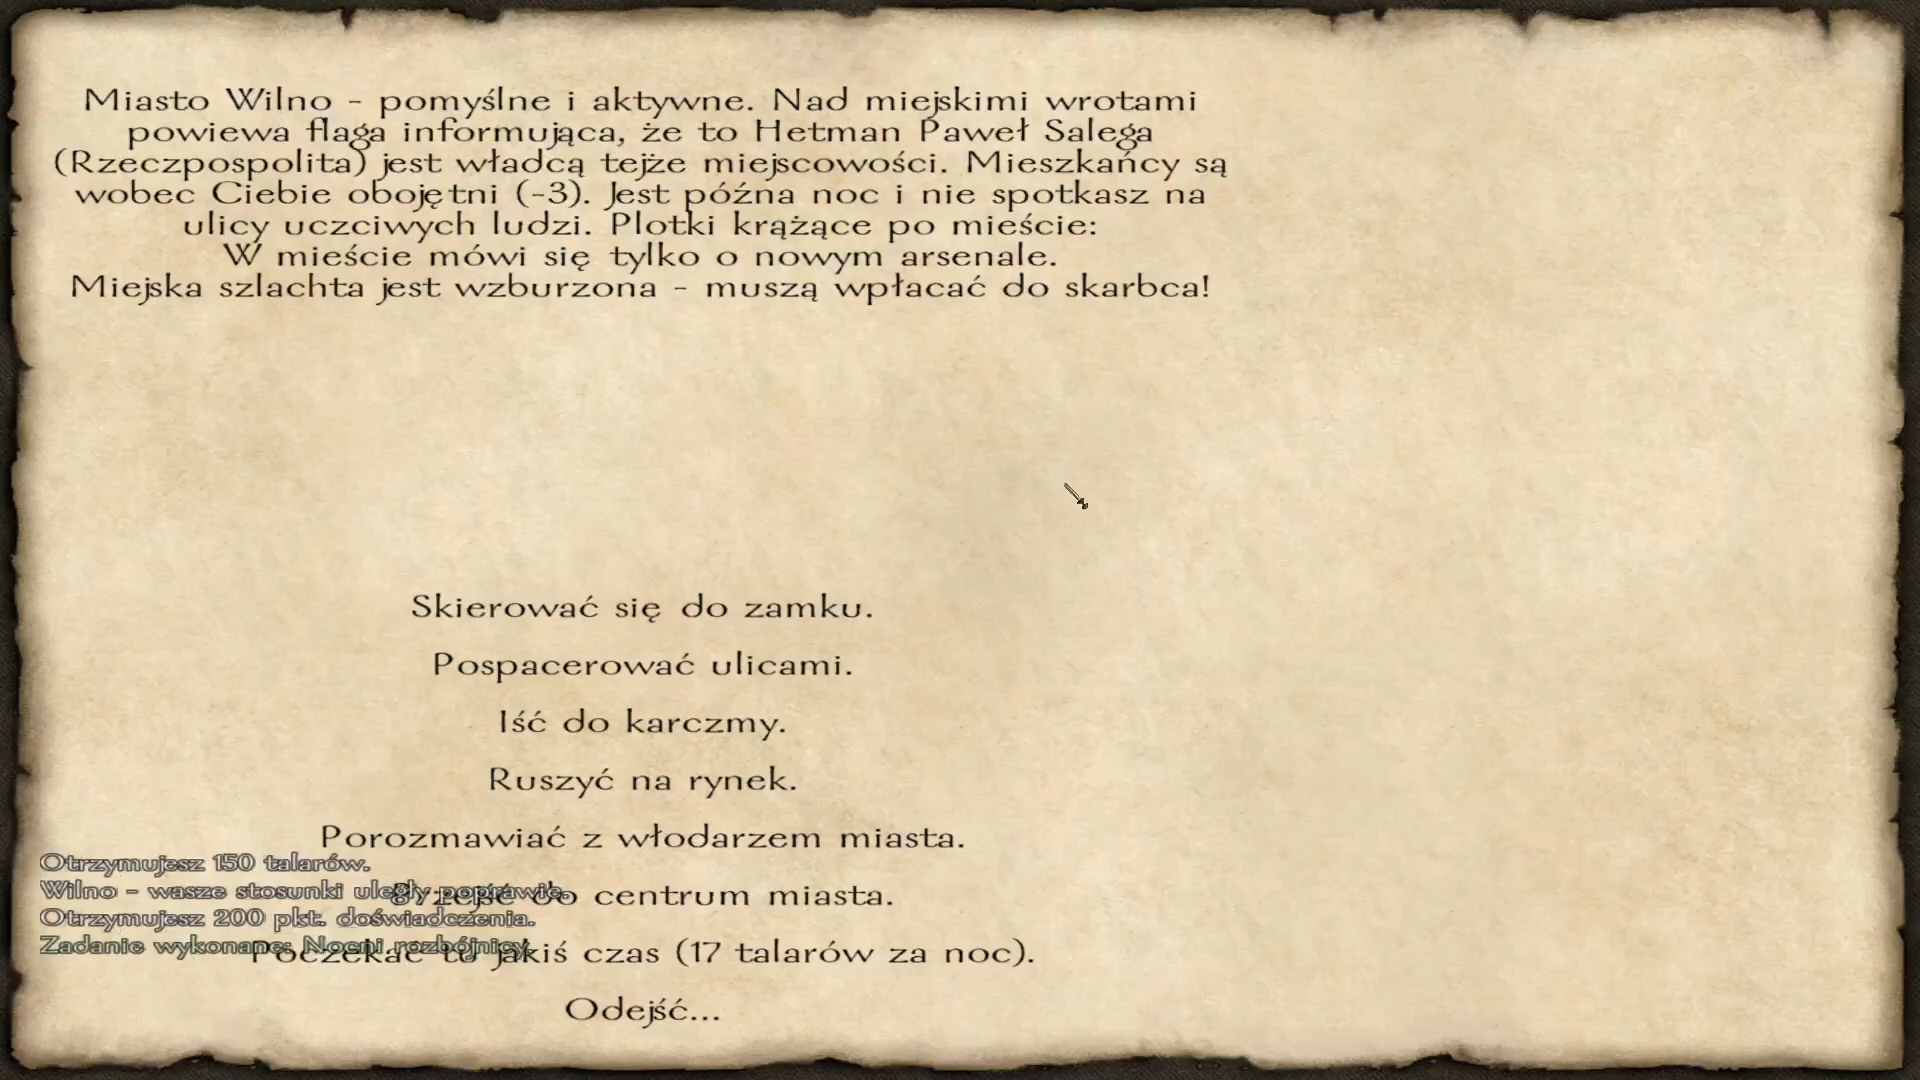 Miasto Wilno - pomyślne i aktywne. Nad miejskimi wrotami
powiewa flaga informująca, że to Hetman Paweł Salega
(Rzeczpospolita) jest władcą tejże miejscowości. Mieszkańcy są
wobec Ciebie obojętni (-3). Jest późna noc i nie spotkasz na
ulicy uczciwych ludzi. Plotki krążące po mieście:
W mieście mówi się tylko o nowym arsenale.
Miejska szlachta jest wzburzona - muszą wpłacać do skarbca!
Skierować się do zamku.
Pospacerować ulicami.
Iść do karczmy.
Ruszyć na rynek.
Porozmawiać z włodarzem miasta.
Otrzymujesz 150 talarów.
Wilno - wasze stosunki uległy poprawie.
do centrum miasta.
Otrzymujesz 200 pkt. doświadczenia.
Zadanie wykonane: Nocni rozbójnicy.
Poczekać tu jakiś czas (17 talarów za noc).
Odejść...